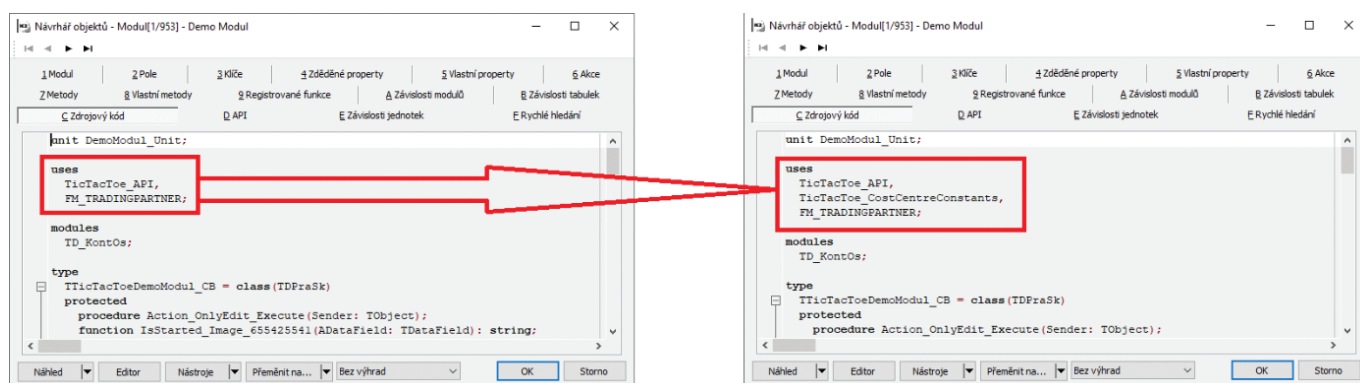 Návrhář objektů - Modul[1/953] - Demo Modul
1 Modul 2 Pole 3 Klíče 4 Zděděné property 5 Vlastní property 6 Akce
7 Metody 8 Vlastní metody 9 Registrované funkce A Závislosti modulů B Závislosti tabulek
C Zdrojový kód D API E Závislosti jednotek F Rychlé hledání
unit DemoModul_Unit;
uses
TicTacToe_API,
FM_TRADINGPARTNER;
modules
TD_KontOs;
type
TTicTacToeDemoModul_CB = class(TDPraSk)
protected
procedure Action_OnlyEdit_Execute(Sender: TObject);
function IsStarted_Image_655425541(ADataField: TDataField): string;
Náhled Editor Nástroje Přeměnit na... Bez výhrad OK Storno
Návrhář objektů - Modul[1/953] - Demo Modul
1 Modul 2 Pole 3 Klíče 4 Zděděné property 5 Vlastní property 6 Akce
7 Metody 8 Vlastní metody 9 Registrované funkce A Závislosti modulů B Závislosti tabulek
C Zdrojový kód D API E Závislosti jednotek F Rychlé hledání
unit DemoModul_Unit;
uses
TicTacToe_API,
TicTacToe_CostCentreConstants,
FM_TRADINGPARTNER;
modules
TD_KontOs;
type
TTicTacToeDemoModul_CB = class(TDPraSk)
protected
procedure Action_OnlyEdit_Execute(Sender: TObject);
Náhled Editor Nástroje Přeměnit na... Bez výhrad OK Storno